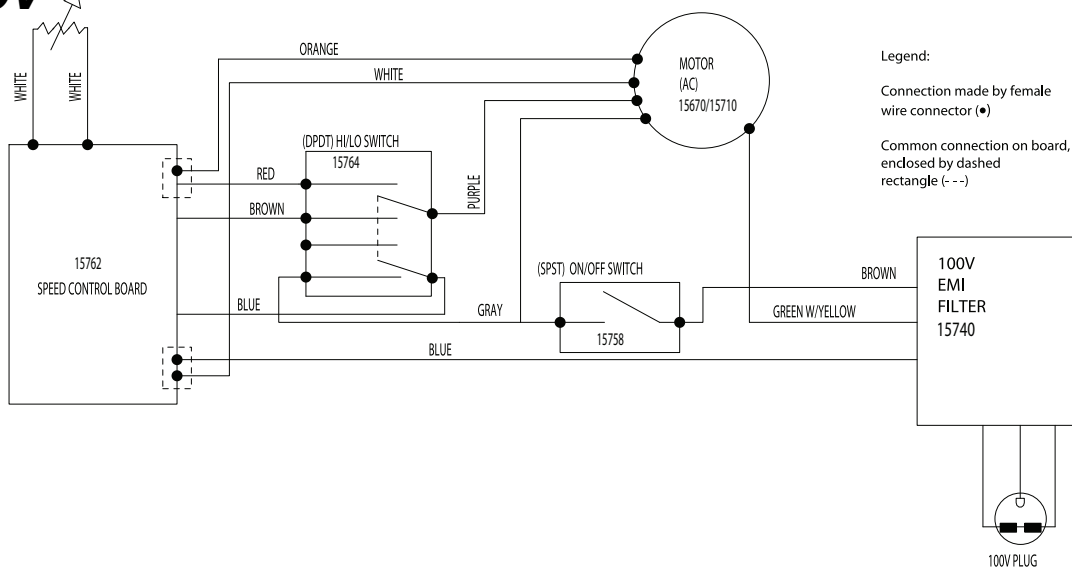 WHITE
WHITE
ORANGE
WHITE
MOTOR
(AC)
15670/15710
Legend:
Connection made by female
wire connector (•)
Common connection on board,
enclosed by dashed
rectangle (---)
(DPDT) HI/LO SWITCH
15764
RED
BROWN
PURPLE
15762
SPEED CONTROL BOARD
BLUE
GRAY
(SPST) ON/OFF SWITCH
15758
BROWN
GREEN W/YELLOW
BLUE
100V
EMI
FILTER
15740
100V PLUG